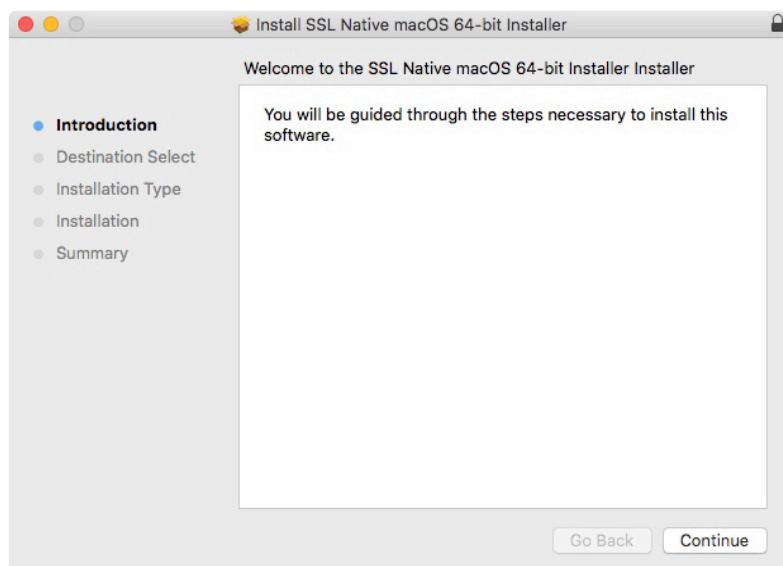 Install SSL Native macOS 64-bit Installer
Welcome to the SSL Native macOS 64-bit Installer Installer
Introduction
Destination Select
Installation Type
Installation
Summary
You will be guided through the steps necessary to install this
software.
Go Back
Continue